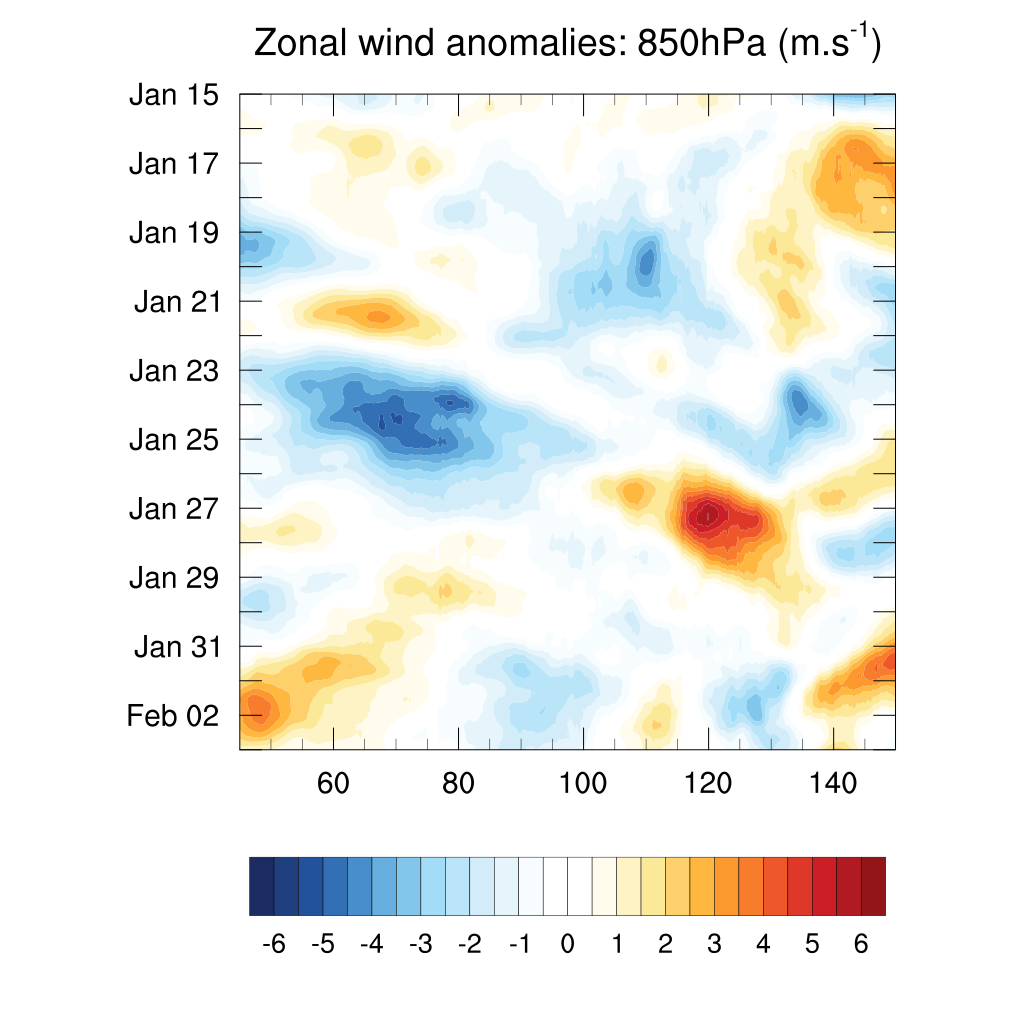 Zonal wind anomalies: 850hPa (m.s⁻¹)
Jan 15
Jan 17
Jan 19
Jan 21
Jan 23
Jan 25
Jan 27
Jan 29
Jan 31
Feb 02
60 80 100 120 140
-6 -5 -4 -3 -2 -1 0 1 2 3 4 5 6